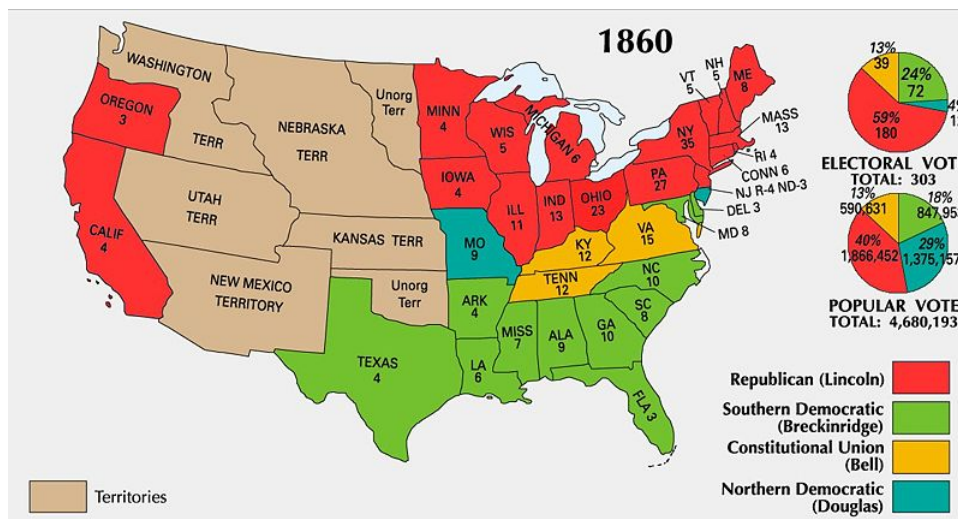 1860
WASHINGTON
TERR
OREGON
3
CALIF
4
NEBRASKA
TERR
Unorg
Terr
UTAH
TERR
KANSAS TERR
NEW MEXICO
TERRITORY
Unorg
Terr
MINN
4
WIS
5
MICHIGAN 6
IOWA
4
ILL
11
IND
13
OHIO
23
PA
27
NY
35
VT
5
NH
5
ME
8
MASS
13
RI 4
CONN 6
NJ R-4 ND-3
DEL 3
MD 8
MO
9
KY
12
VA
15
TENN
12
NC
10
SC
8
ARK
4
MISS
7
ALA
9
GA
10
TEXAS
4
LA
6
FLA 3
13%
39
24%
72
59%
180
ELECTORAL VOT
TOTAL: 303
13%
590,631
18%
847,95
40%
1,866,452
29%
1,375,157
POPULAR VOTE
TOTAL: 4,680,193
Republican (Lincoln)
Southern Democratic
(Breckinridge)
Constitutional Union
(Bell)
Northern Democratic
(Douglas)
Territories